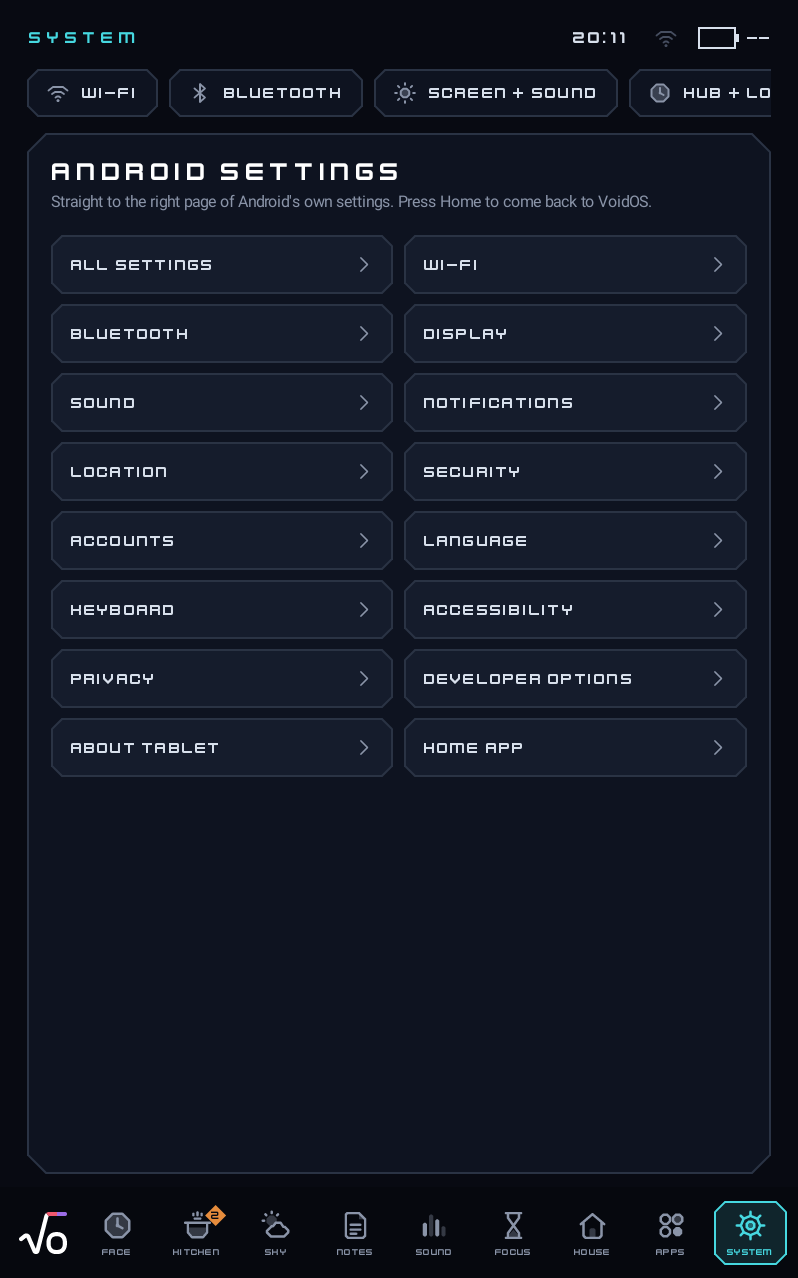 SYSTEM
20:11
--
WI-FI
BLUETOOTH
SCREEN + SOUND
HUB + LO
ANDROID SETTINGS
Straight to the right page of Android's own settings. Press Home to come back to VoidOS.
ALL SETTINGS
WI-FI
BLUETOOTH
DISPLAY
SOUND
NOTIFICATIONS
LOCATION
SECURITY
ACCOUNTS
LANGUAGE
KEYBOARD
ACCESSIBILITY
PRIVACY
DEVELOPER OPTIONS
ABOUT TABLET
HOME APP
2
FACE
KITCHEN
SKY
NOTES
SOUND
FOCUS
HOUSE
APPS
SYSTEM